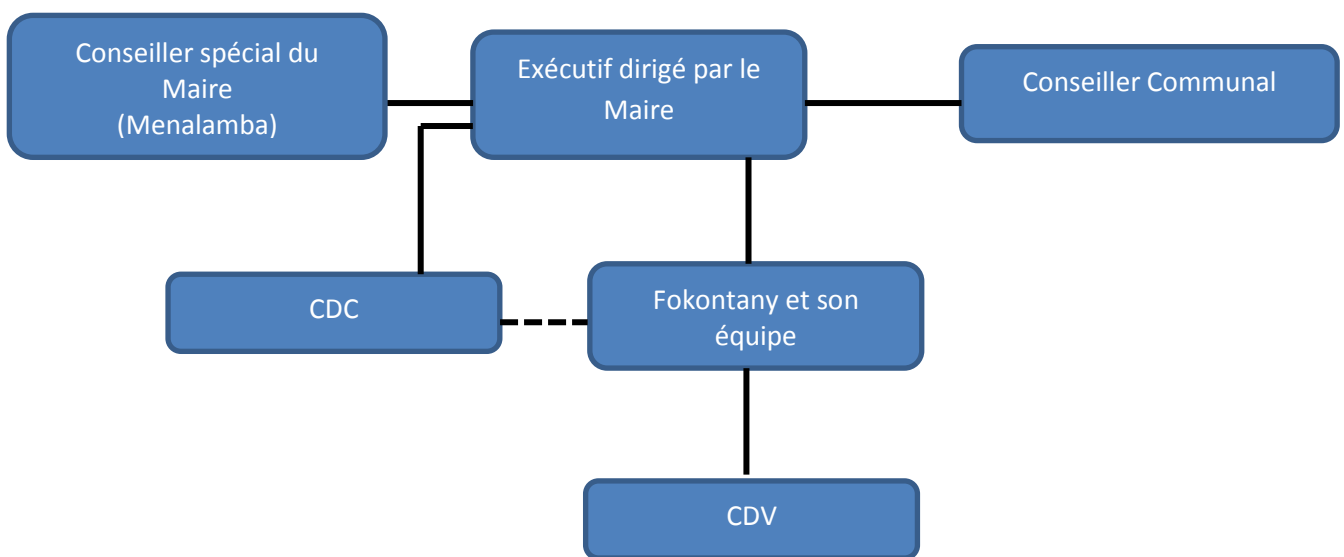 Conseiller spécial du
Maire
(Menalamba)
Exécutif dirigé par le
Maire
Conseiller Communal
CDC
Fokontany et son
équipe
CDV